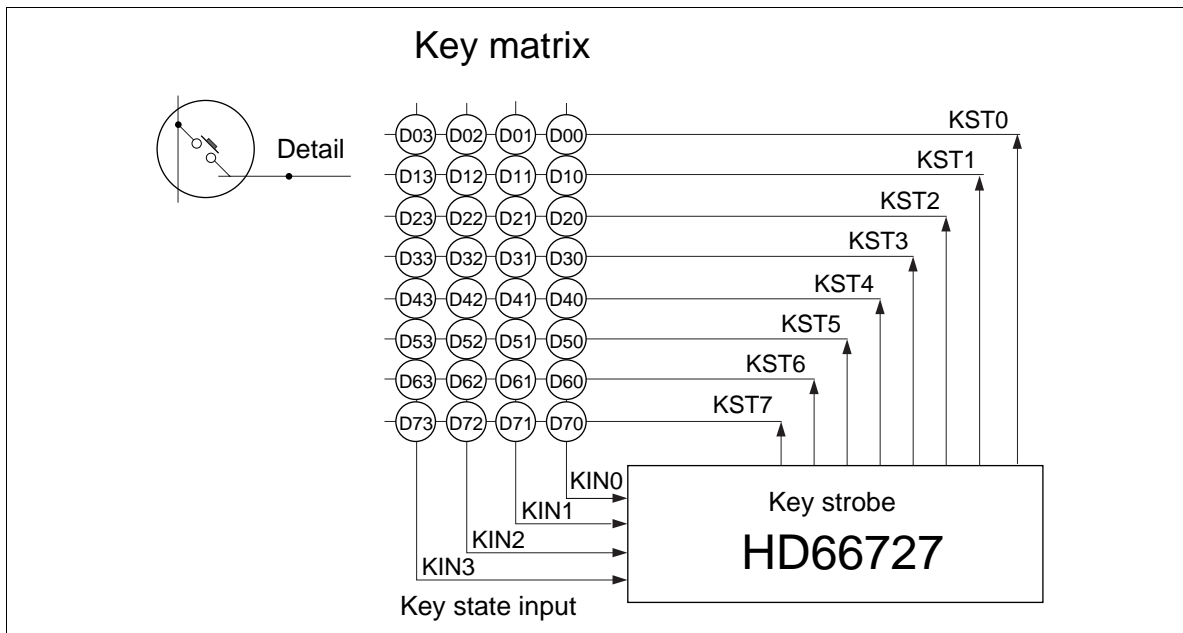 Key matrix
Detail
D03 D02 D01 D00 KST0
D13 D12 D11 D10 KST1
D23 D22 D21 D20 KST2
D33 D32 D31 D30 KST3
D43 D42 D41 D40 KST4
D53 D52 D51 D50 KST5
D63 D62 D61 D60 KST6
D73 D72 D71 D70 KST7
KIN0
KIN1
KIN2
KIN3
Key state input
Key strobe
HD66727